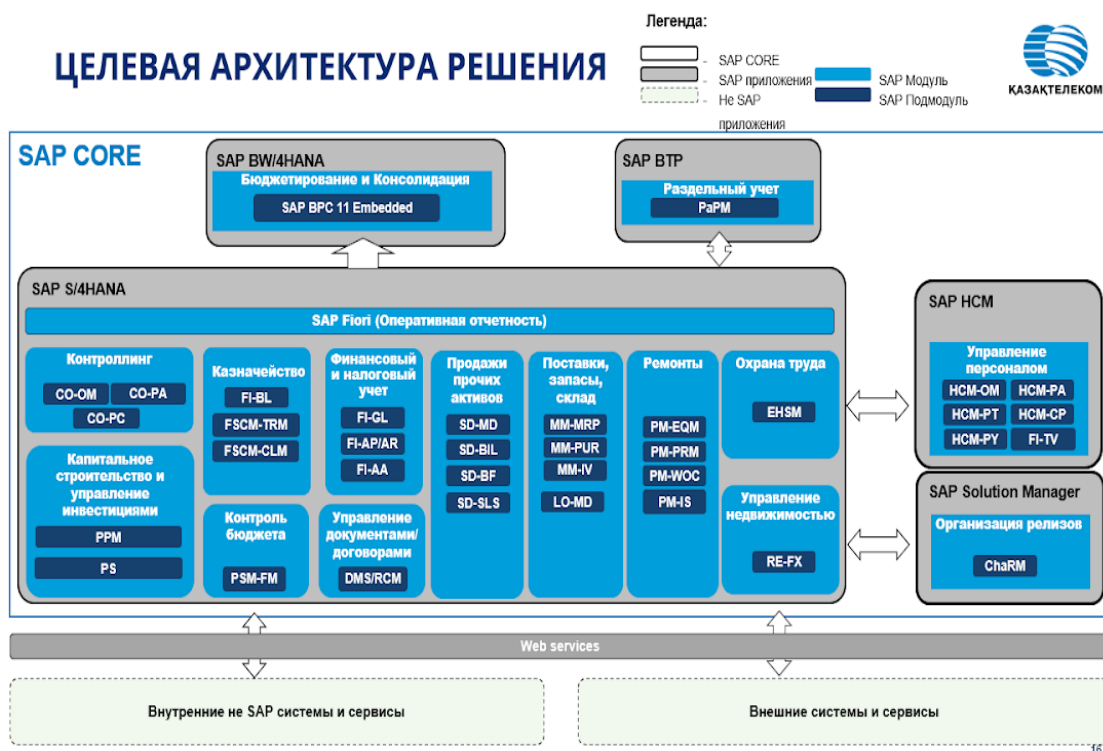 Легенда:
ЦЕЛЕВАЯ АРХИТЕКТУРА РЕШЕНИЯ
- SAP CORE
- SAP приложения
SAP Модуль
- Не SAP
приложения
SAP Подмодуль
ҚАЗАҚТЕЛЕКОМ
SAP CORE
SAP BW/4HANA
Бюджетирование и Консолидация
SAP BPC 11 Embedded
SAP BTP
Раздельный учет
PaPM
SAP S/4HANA
SAP Fiori (Оперативная отчетность)
Контроллинг
CO-OM
CO-PA
CO-PC
Капитальное
строительство и
управление
инвестициями
PPM
PS
Казначейство
FI-BL
FSCM-TRM
FSCM-CLM
Контроль
бюджета
PSM-FM
Финансовый
и налоговый
учет
FI-GL
FI-AP/AR
FI-AA
Управление
документами/
договорами
DMS/RCM
Продажи
прочих
активов
SD-MD
SD-BIL
SD-BF
SD-SLS
Поставки,
запасы,
склад
MM-MRP
MM-PUR
MM-IV
LO-MD
Ремонты
PM-EQM
PM-PRM
PM-WOC
PM-IS
Охрана труда
EHSM
Управление
недвижимостью
RE-FX
SAP HCM
Управление
персоналом
HCM-OM
HCM-PA
HCM-PT
HCM-CP
HCM-PY
FI-TV
SAP Solution Manager
Организация релизов
ChaRM
Web services
Внутренние не SAP системы и сервисы
Внешние системы и сервисы
16